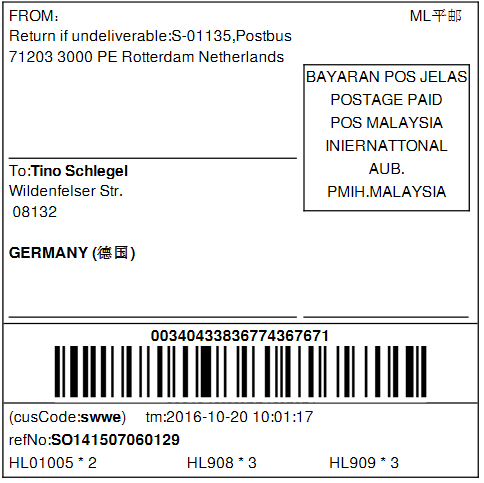 FROM:
ML平邮
Return if undeliverable:S-01135,Postbus
71203 3000 PE Rotterdam Netherlands
BAYARAN POS JELAS
POSTAGE PAID
POS MALAYSIA
INIERNATTONAL
AUB.
PMIH.MALAYSIA
To:Tino Schlegel
Wildenfelser Str.
08132
GERMANY (德国)
00340433836774367671
(cusCode:swwe) tm:2016-10-20 10:01:17
refNo:SO141507060129
HL01005 * 2 HL908 * 3 HL909 * 3